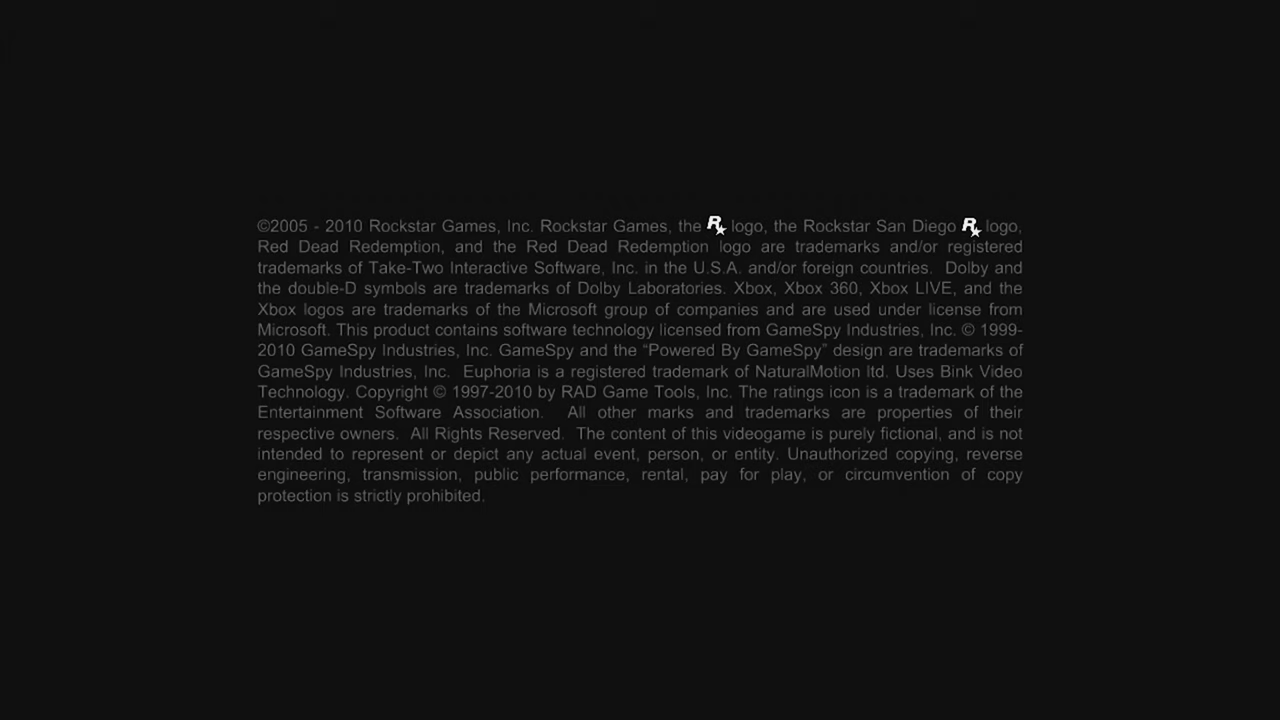 ©2005 - 2010 Rockstar Games, Inc. Rockstar Games, the R★ logo, the Rockstar San Diego R★ logo,
Red Dead Redemption, and the Red Dead Redemption logo are trademarks and/or registered
trademarks of Take-Two Interactive Software, Inc. in the U.S.A. and/or foreign countries.  Dolby and
the double-D symbols are trademarks of Dolby Laboratories. Xbox, Xbox 360, Xbox LIVE, and the
Xbox logos are trademarks of the Microsoft group of companies and are used under license from
Microsoft. This product contains software technology licensed from GameSpy Industries, Inc. © 1999-
2010 GameSpy Industries, Inc. GameSpy and the “Powered By GameSpy” design are trademarks of
GameSpy Industries, Inc.  Euphoria is a registered trademark of NaturalMotion ltd. Uses Bink Video
Technology. Copyright © 1997-2010 by RAD Game Tools, Inc. The ratings icon is a trademark of the
Entertainment Software Association.  All other marks and trademarks are properties of their
respective owners.  All Rights Reserved.  The content of this videogame is purely fictional, and is not
intended to represent or depict any actual event, person, or entity. Unauthorized copying, reverse
engineering, transmission, public performance, rental, pay for play, or circumvention of copy
protection is strictly prohibited.